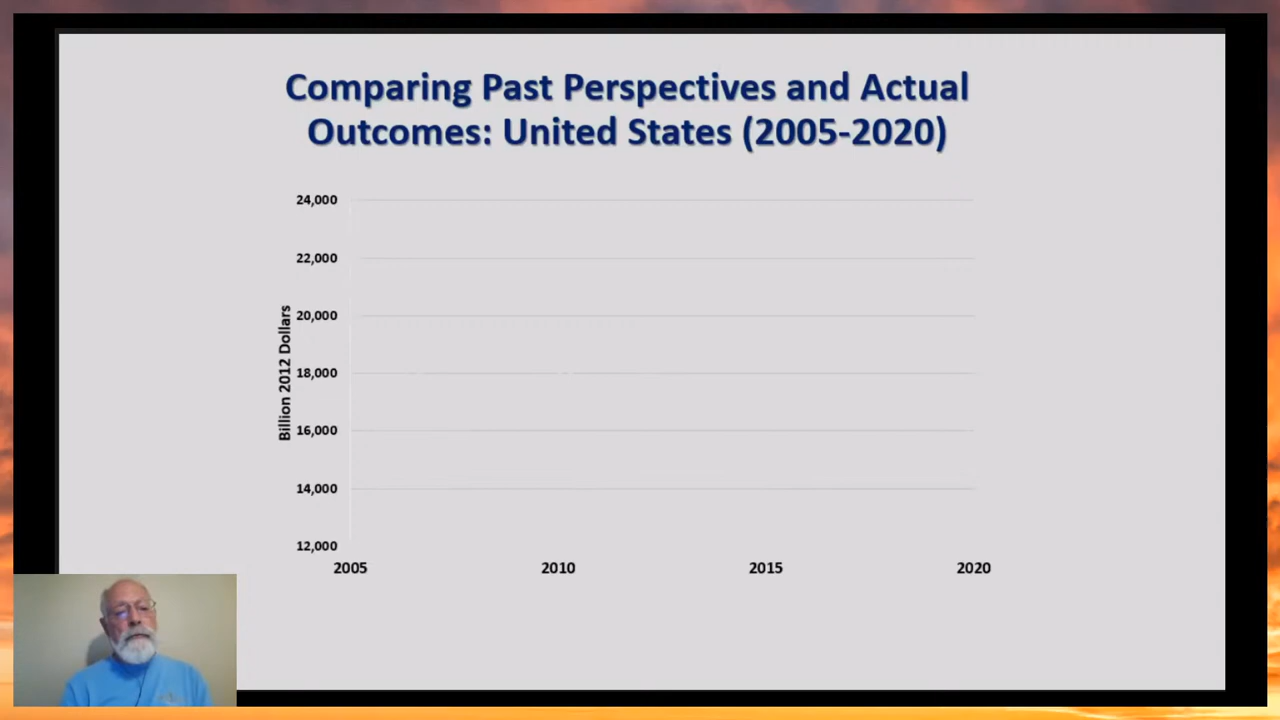 Comparing Past Perspectives and Actual
Outcomes: United States (2005-2020)
24,000
22,000
20,000
18,000
16,000
14,000
12,000
Billion 2012 Dollars
2005 2010 2015 2020